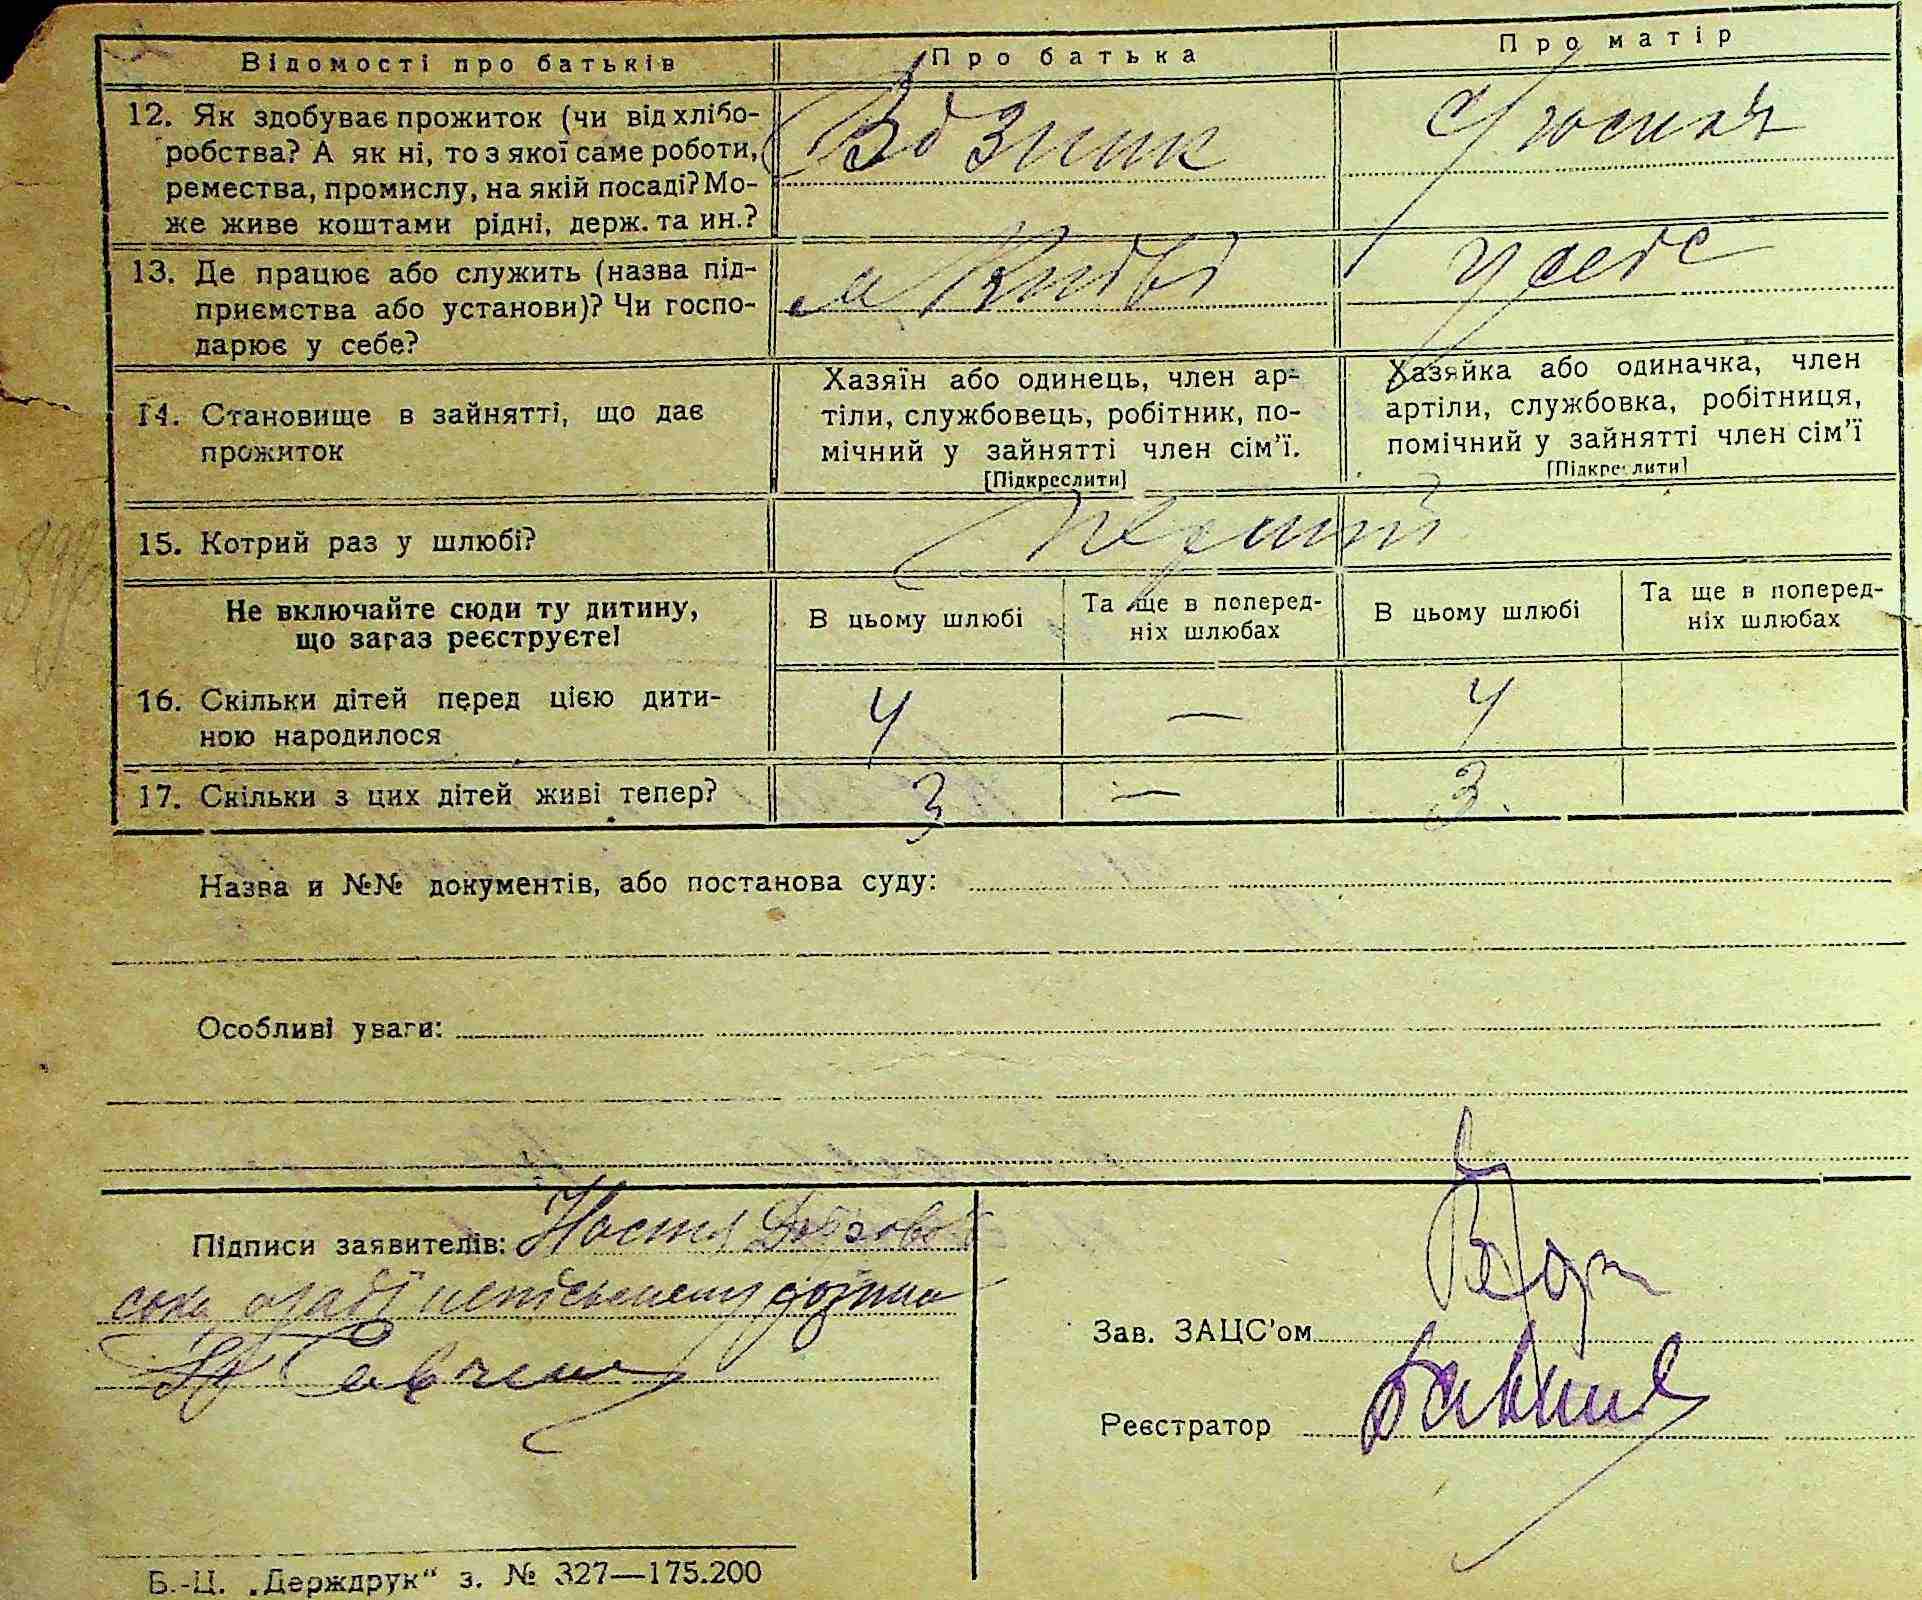 Відомості про батьків
Про батька
Про матір
12. Як здобуває прожиток (чи від хлібо-
робства? А як ні, то з якої саме роботи,
ремества, промислу, на якій посаді? Мо-
же живе коштами рідні, держ. та ин.?
Візник
13. Де працює або служить (назва під-
приємства або установи)? Чи госпо-
дарює у себе?
м. Київі
14. Становище в зайнятті, що дає
прожиток
Хазяїн або одинець, член ар-
тіли, службовець, робітник, по-
мічний у зайнятті член сім'ї.
[Підкреслити]
Хазяйка або одиначка, член
артіли, службовка, робітниця,
помічний у зайнятті член сім'ї
[Підкреслити]
15. Котрий раз у шлюбі?
Перший
Не включайте сюди ту дитину,
що зараз реєструєте!
В цьому шлюбі
Та ще в поперед-
ніх шлюбах
В цьому шлюбі
Та ще в поперед-
ніх шлюбах
16. Скільки дітей перед цією дити-
ною народилося
4 — 4
17. Скільки з цих дітей живі тепер?
3 — 3.
Назва и №№ документів, або постанова суду:
Особливі уваги:
Підписи заявителів: Настя
Зав. ЗАЦС'ом
Реєстратор
Б.-Ц. „Держдрук“ з. № 327—175.200